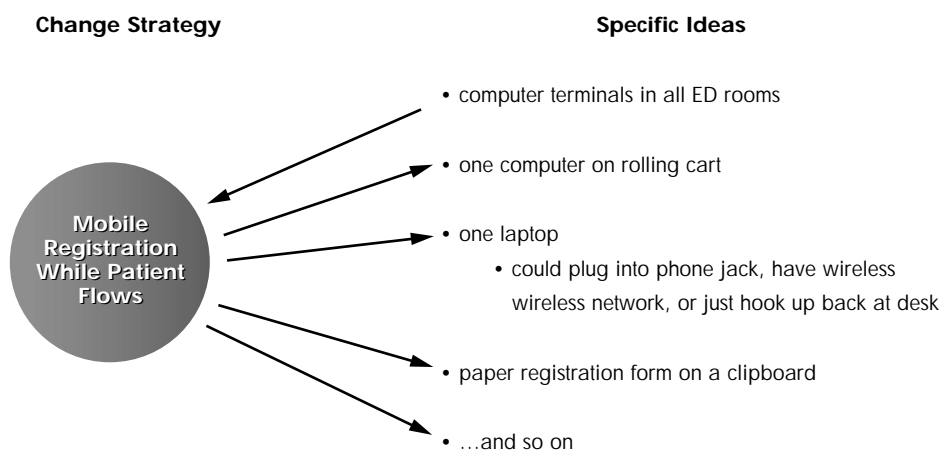 Change Strategy
Specific Ideas
• computer terminals in all ED rooms
• one computer on rolling cart
Mobile
Registration
While Patient
Flows
• one laptop
• could plug into phone jack, have wireless
wireless network, or just hook up back at desk
• paper registration form on a clipboard
• …and so on